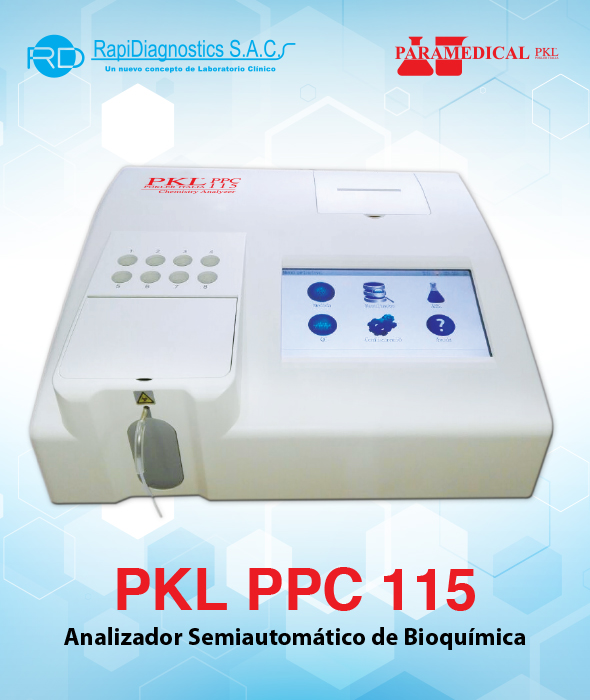 RD
RapiDiagnostics S.A.C.
Un nuevo concepto de Laboratorio Clínico
PARAMEDICAL PKL
PKL PPC
115
Chemistry Analyzer
1 2 3 4
5 6 7 8
?
PKL PPC 115
Analizador Semiautomático de Bioquímica